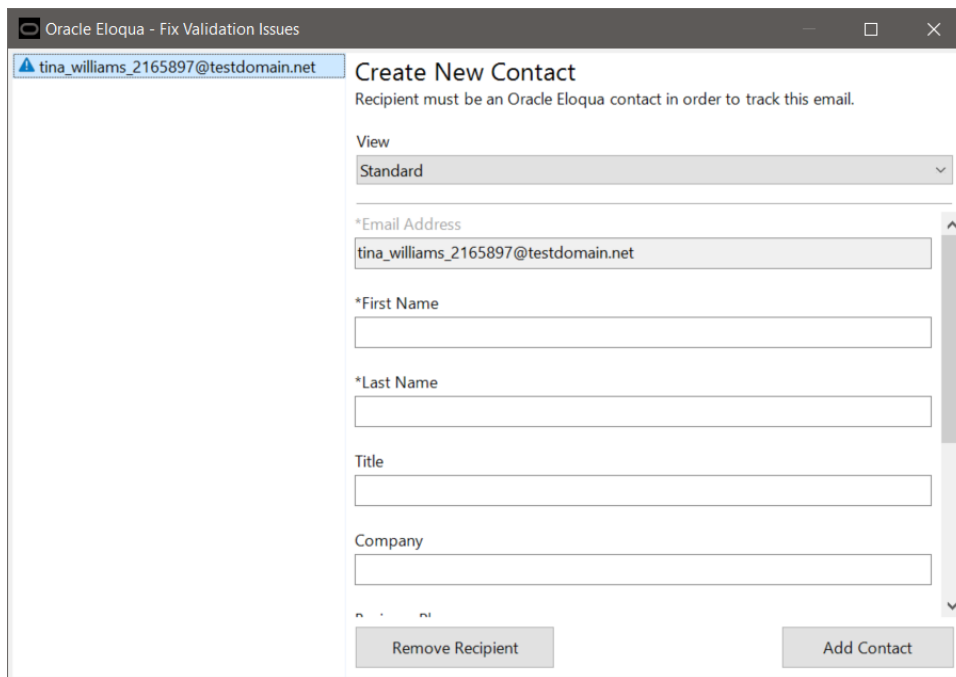 Oracle Eloqua - Fix Validation Issues
tina_williams_2165897@testdomain.net
Create New Contact
Recipient must be an Oracle Eloqua contact in order to track this email.
View
Standard
*Email Address
tina_williams_2165897@testdomain.net
*First Name
*Last Name
Title
Company
Remove Recipient
Add Contact